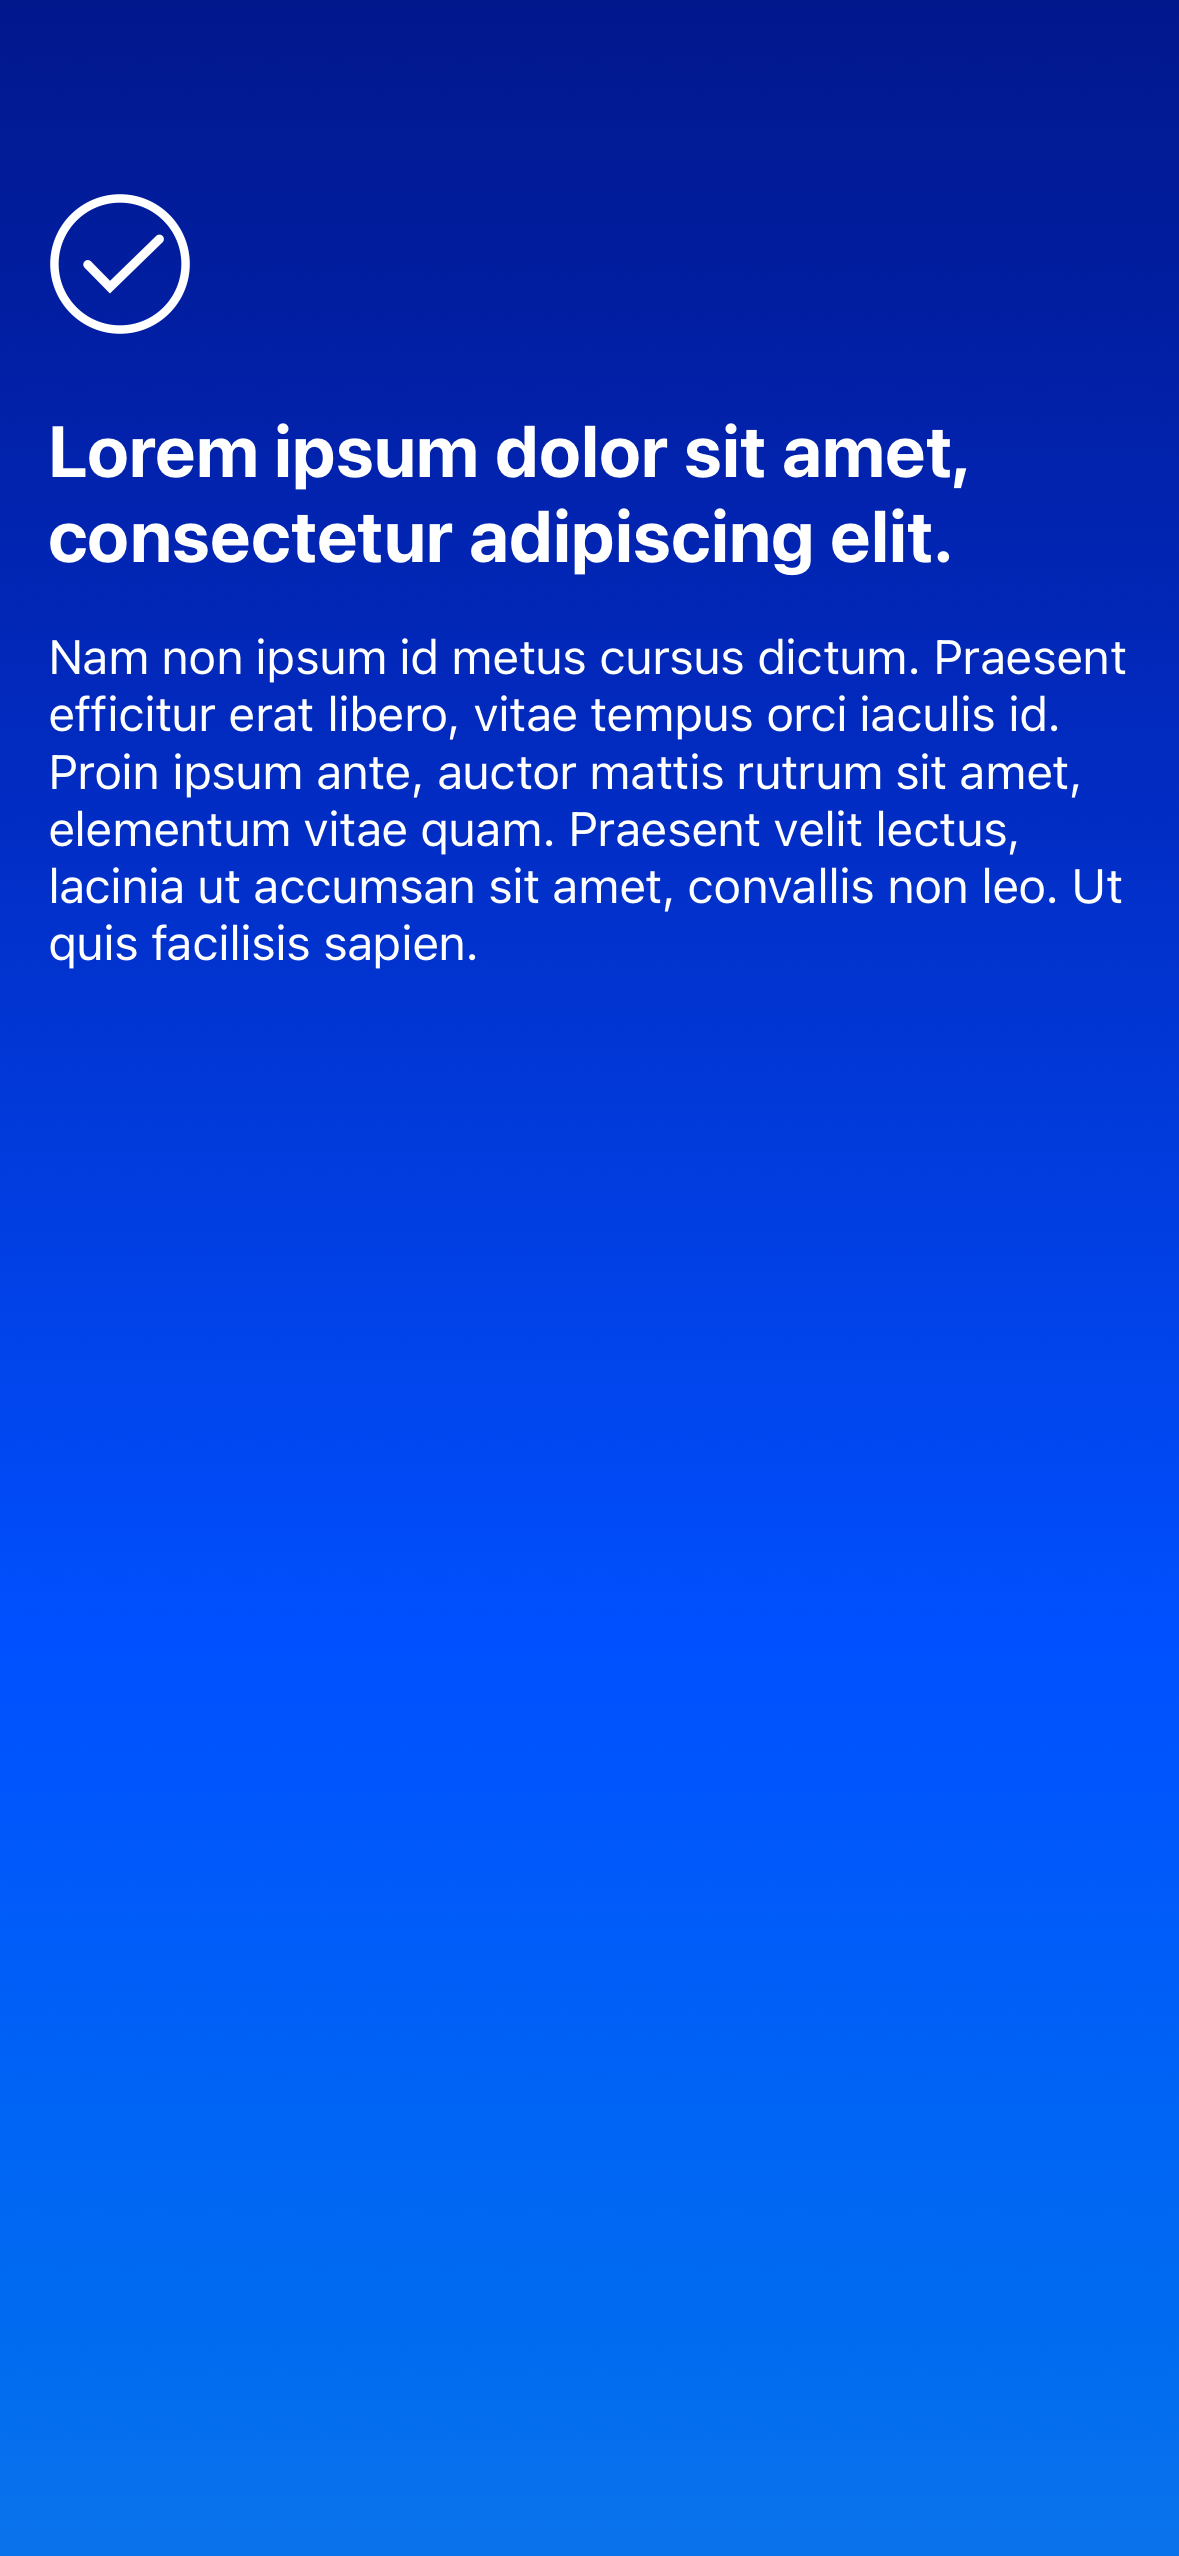 Lorem ipsum dolor sit amet,
consectetur adipiscing elit.
Nam non ipsum id metus cursus dictum. Praesent
efficitur erat libero, vitae tempus orci iaculis id.
Proin ipsum ante, auctor mattis rutrum sit amet,
elementum vitae quam. Praesent velit lectus,
lacinia ut accumsan sit amet, convallis non leo. Ut
quis facilisis sapien.